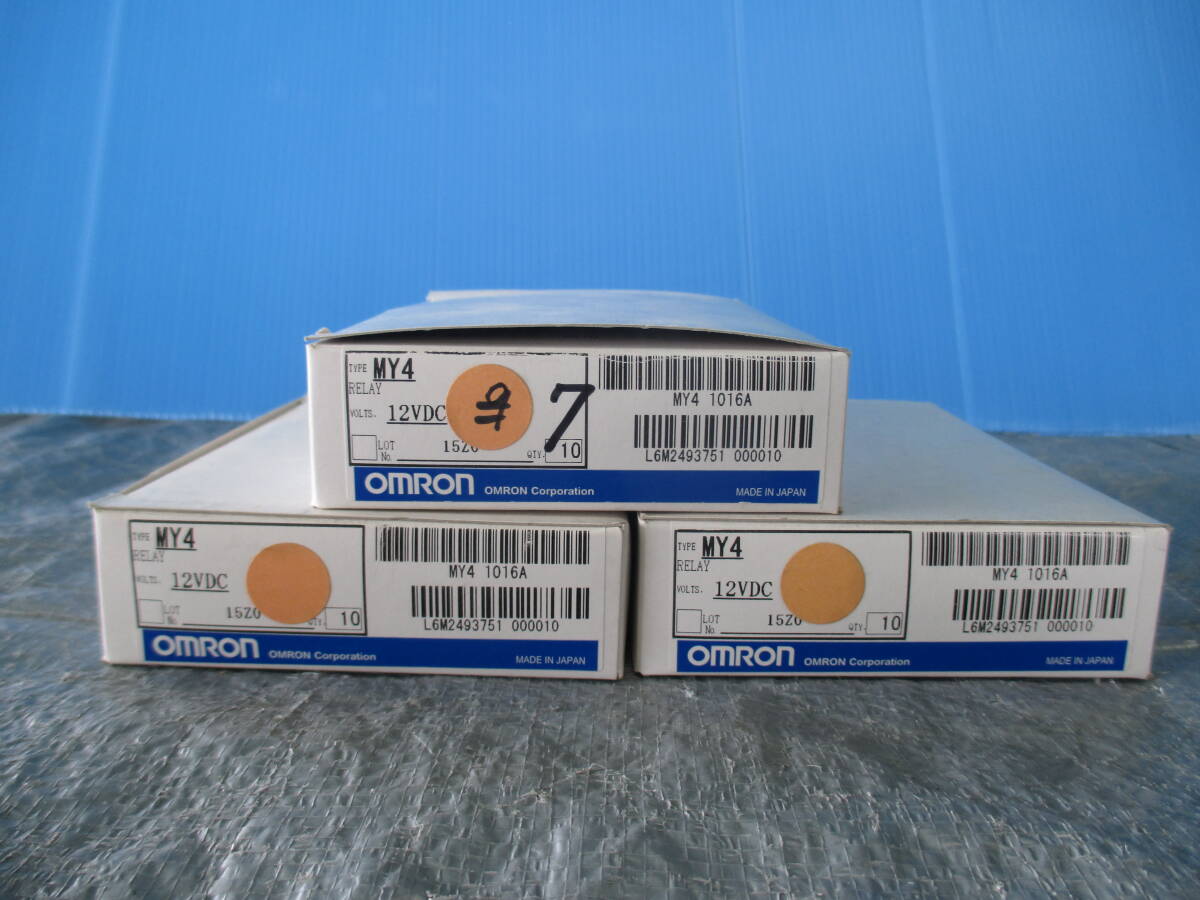 TYPE MY4
RELAY
VOLTS. 12VDC
LOT No. 15Z0
QTY. 10
9
7
MY4 1016A
L6M2493751 000010
OMRON OMRON Corporation MADE IN JAPAN
TYPE MY4
RELAY
VOLTS. 12VDC
LOT No. 15Z0
QTY. 10
MY4 1016A
L6M2493751 000010
OMRON OMRON Corporation MADE IN JAPAN
TYPE MY4
RELAY
VOLTS. 12VDC
LOT No 15Z0
QTY. 10
MY4 1016A
L6M2493751 000010
OMRON OMRON Corporation MADE IN JAPAN